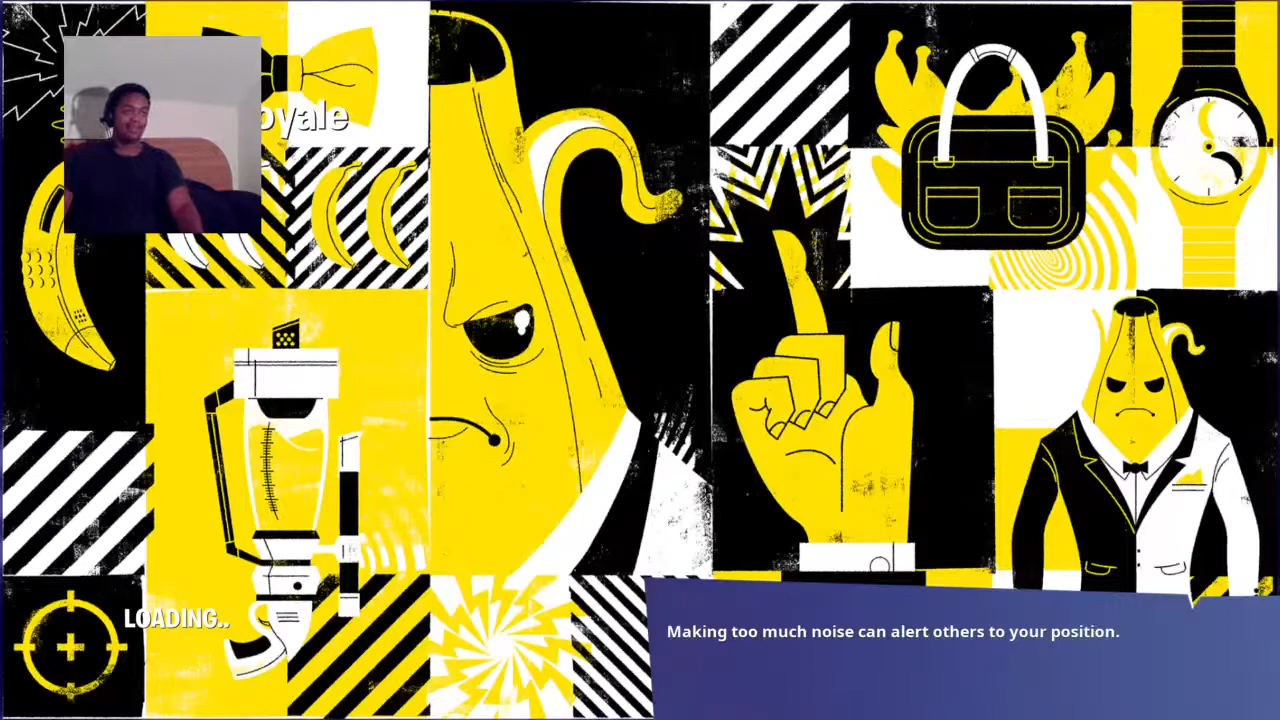 oyale
LOADING..
Making too much noise can alert others to your position.